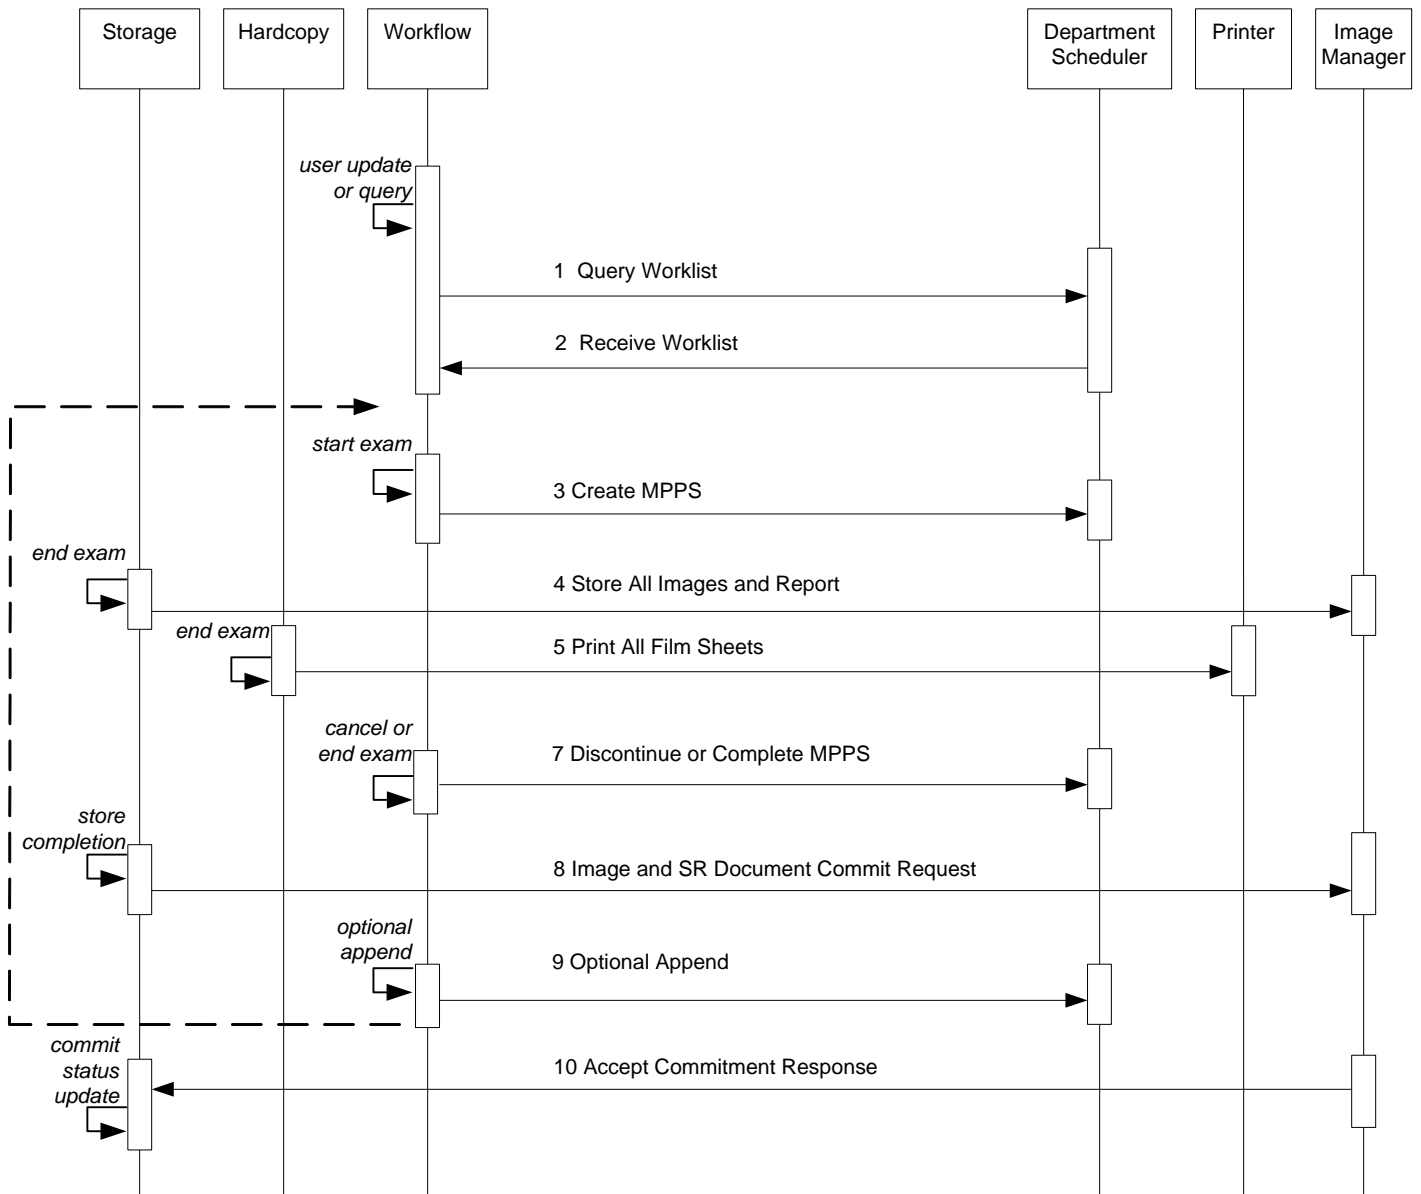 Storage
Hardcopy
Workflow
Department
Scheduler
Printer
Image
Manager
user update
or query
1 Query Worklist
2 Receive Worklist
start exam
3 Create MPPS
end exam
4 Store All Images and Report
end exam
5 Print All Film Sheets
cancel or
end exam
7 Discontinue or Complete MPPS
store
completion
8 Image and SR Document Commit Request
optional
append
9 Optional Append
commit
status
update
10 Accept Commitment Response